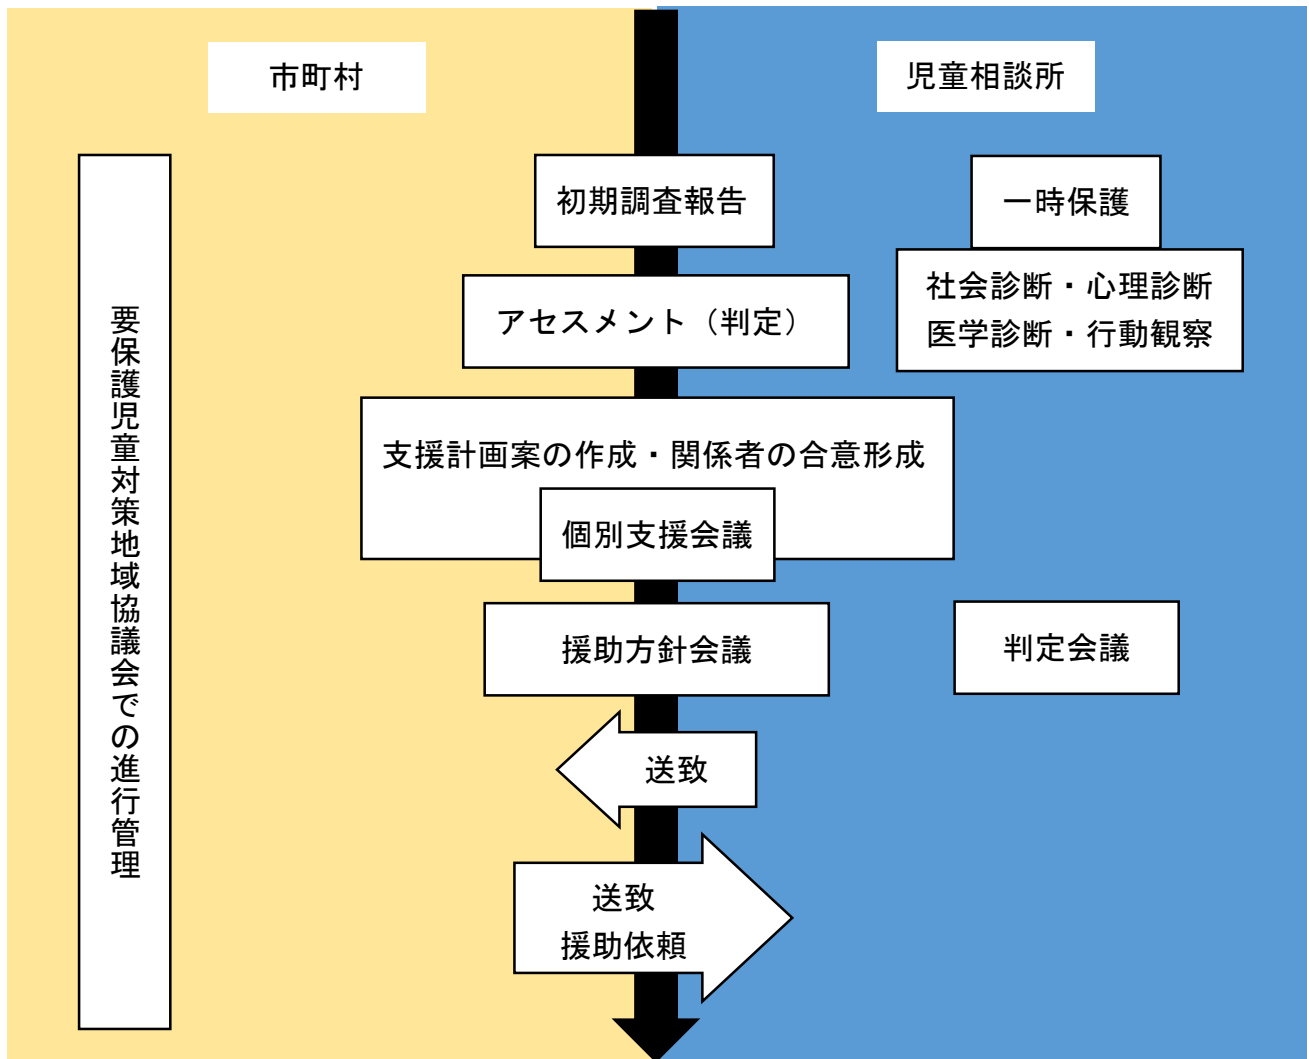 市町村
児童相談所
要保護児童対策地域協議会での進行管理
初期調査報告
一時保護
アセスメント（判定）
社会診断・心理診断
医学診断・行動観察
支援計画案の作成・関係者の合意形成
個別支援会議
援助方針会議
判定会議
送致
送致
援助依頼